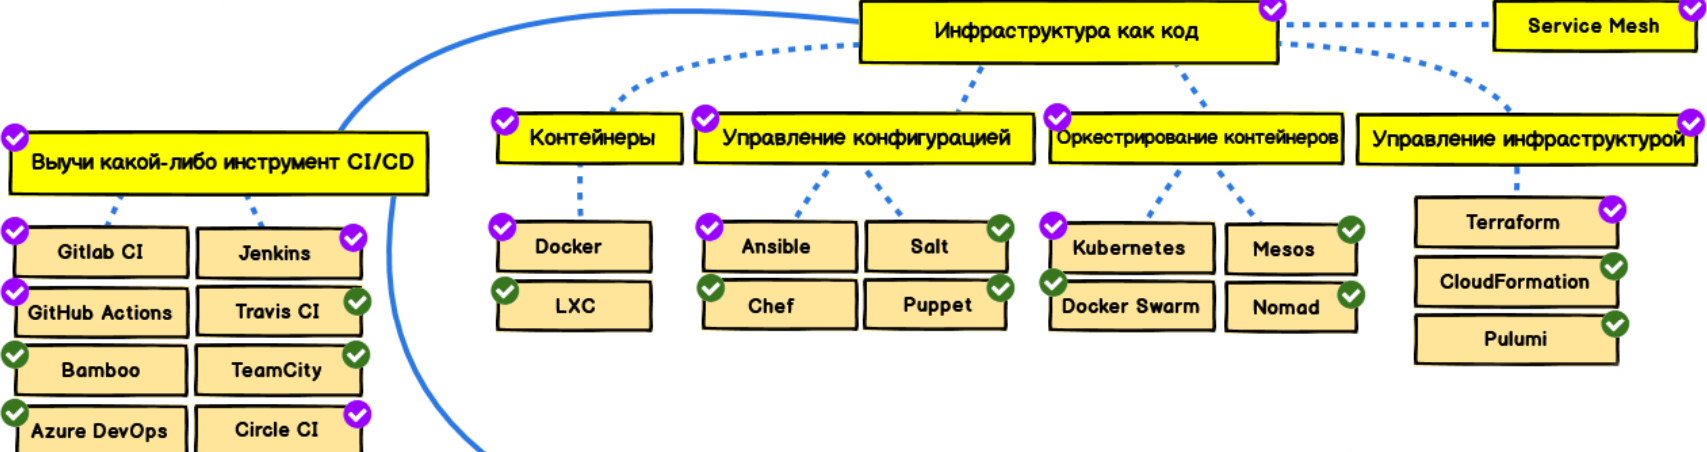 Инфраструктура как код
Service Mesh
Выучи какой-либо инструмент CI/CD
Контейнеры
Управление конфигурацией
Оркестрирование контейнеров
Управление инфраструктурой
Gitlab CI
Jenkins
GitHub Actions
Travis CI
Bamboo
TeamCity
Azure DevOps
Circle CI
Docker
LXC
Ansible
Salt
Chef
Puppet
Kubernetes
Mesos
Docker Swarm
Nomad
Terraform
CloudFormation
Pulumi